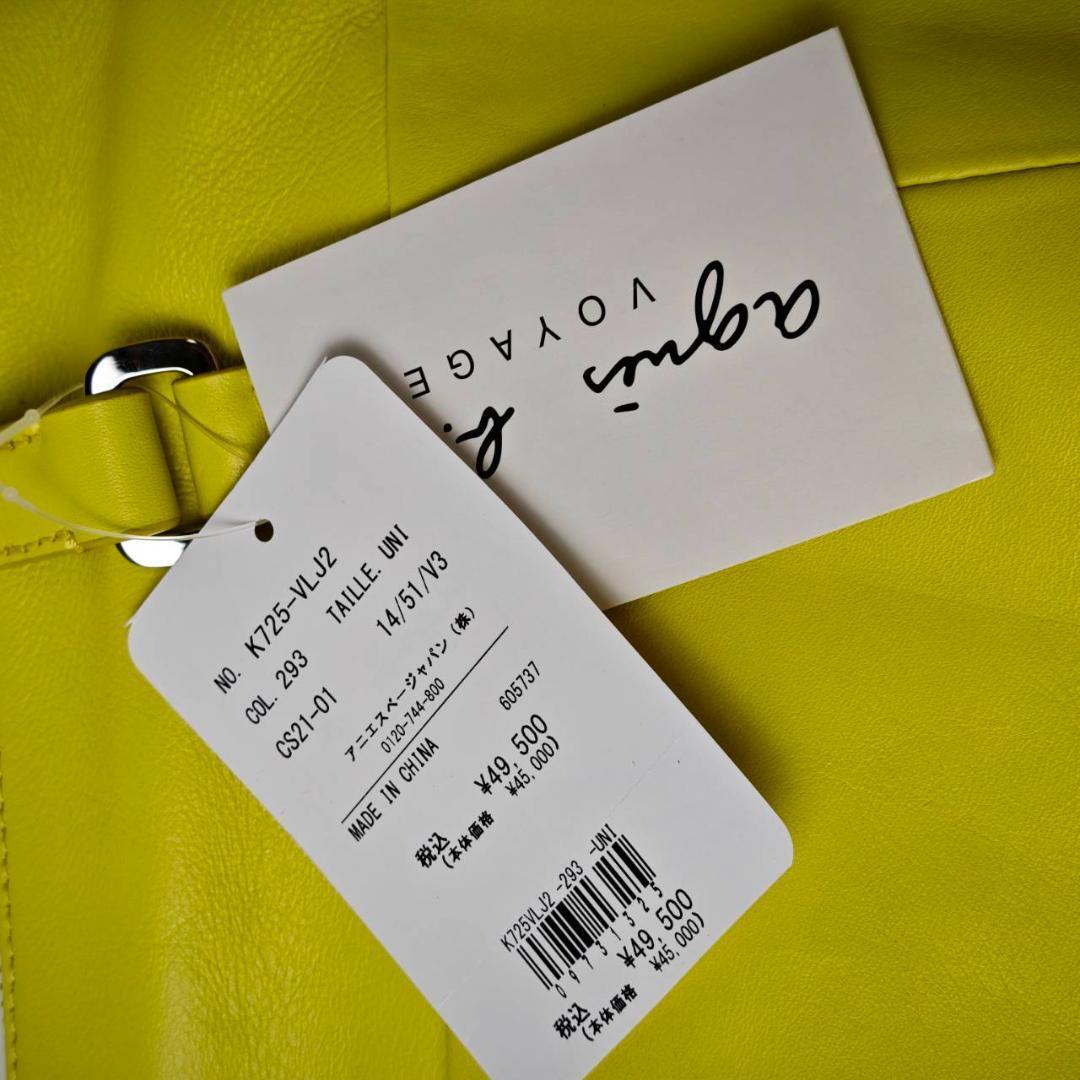 agnès b.
VOYAGE
NO. K725-VLJ2
COL. 293 TAILLE. UNI
CS21-01 14/51/V3
アニエスベージャパン (株)
0120-744-800
MADE IN CHINA 605737
税込 ¥49,500
(本体価格 ¥45,000)
K725VLJ2 -293 -UNI
09731325
税込 ¥49,500
(本体価格 ¥45,000)